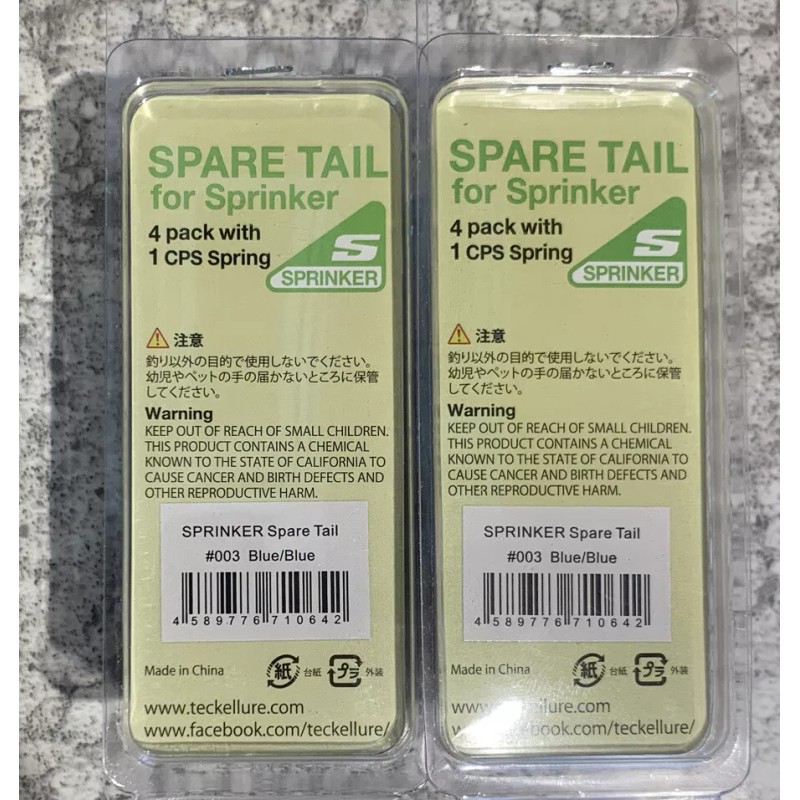 SPARE TAIL
for Sprinker
4 pack with
1 CPS Spring
S
SPRINKER
注意
釣り以外の目的で使用しないでください。
幼児やペットの手の届かないところに保管
してください。
Warning
KEEP OUT OF REACH OF SMALL CHILDREN.
THIS PRODUCT CONTAINS A CHEMICAL
KNOWN TO THE STATE OF CALIFORNIA TO
CAUSE CANCER AND BIRTH DEFECTS AND
OTHER REPRODUCTIVE HARM.
SPRINKER Spare Tail
#003 Blue/Blue
4 589776 710642
Made in China
紙 台紙 プラ 外装
www.teckellure.com
www.facebook.com/teckellure/
SPARE TAIL
for Sprinker
4 pack with
1 CPS Spring
S
SPRINKER
注意
釣り以外の目的で使用しないでください。
幼児やペットの手の届かないところに保管
してください。
Warning
KEEP OUT OF REACH OF SMALL CHILDREN.
THIS PRODUCT CONTAINS A CHEMICAL
KNOWN TO THE STATE OF CALIFORNIA TO
CAUSE CANCER AND BIRTH DEFECTS AND
OTHER REPRODUCTIVE HARM.
SPRINKER Spare Tail
#003 Blue/Blue
4 589776 710642
Made in China
紙 台紙 プラ 外装
www.teckellure.com
www.facebook.com/teckellure/